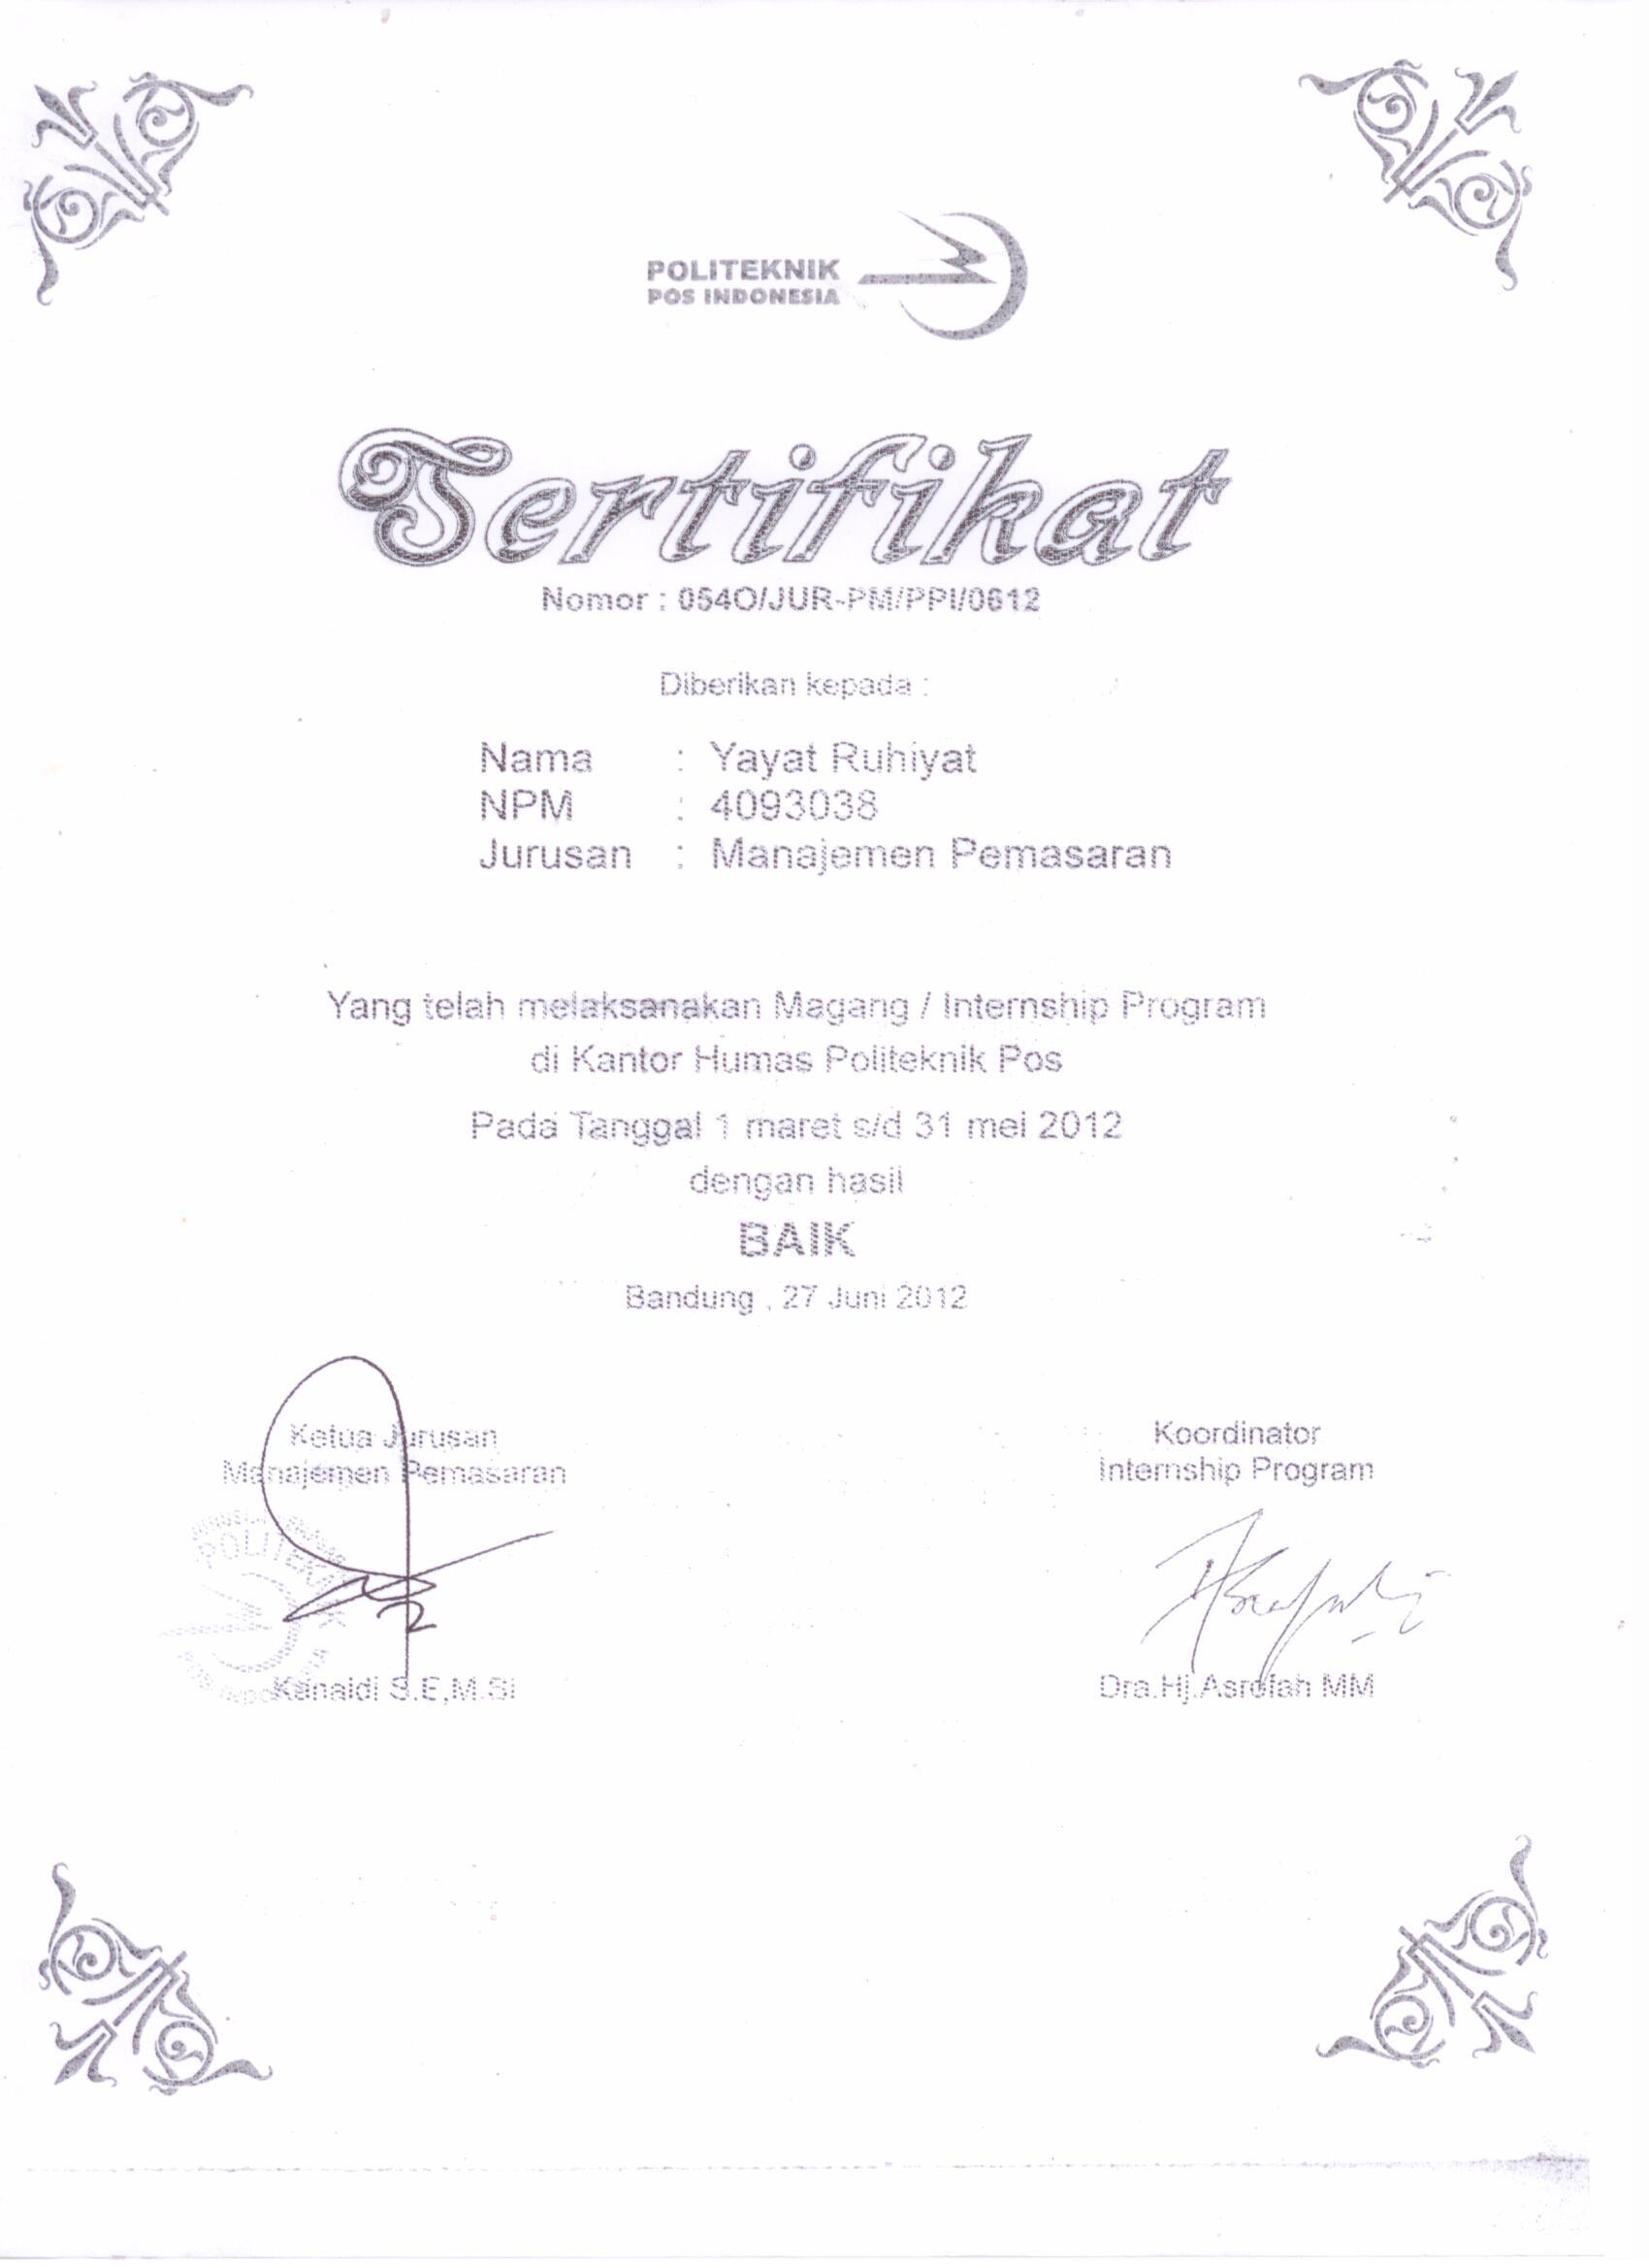 POLITEKNIK
POS INDONESIA
Sertifikat
Nomor : 054O/JUR-PM/PPI/0612
Diberikan kepada :
Nama : Yayat Ruhiyat
NPM : 4093038
Jurusan : Manajemen Pemasaran
Yang telah melaksanakan Magang / Internship Program
di Kantor Humas Politeknik Pos
Pada Tanggal 1 maret s/d 31 mei 2012
dengan hasil
BAIK
Bandung , 27 Juni 2012
Ketua Jurusan
Manajemen Pemasaran
POLITEKNIK
Kanaidi S.E,M.Si
Koordinator
Internship Program
Dra.Hj.Asrofah MM